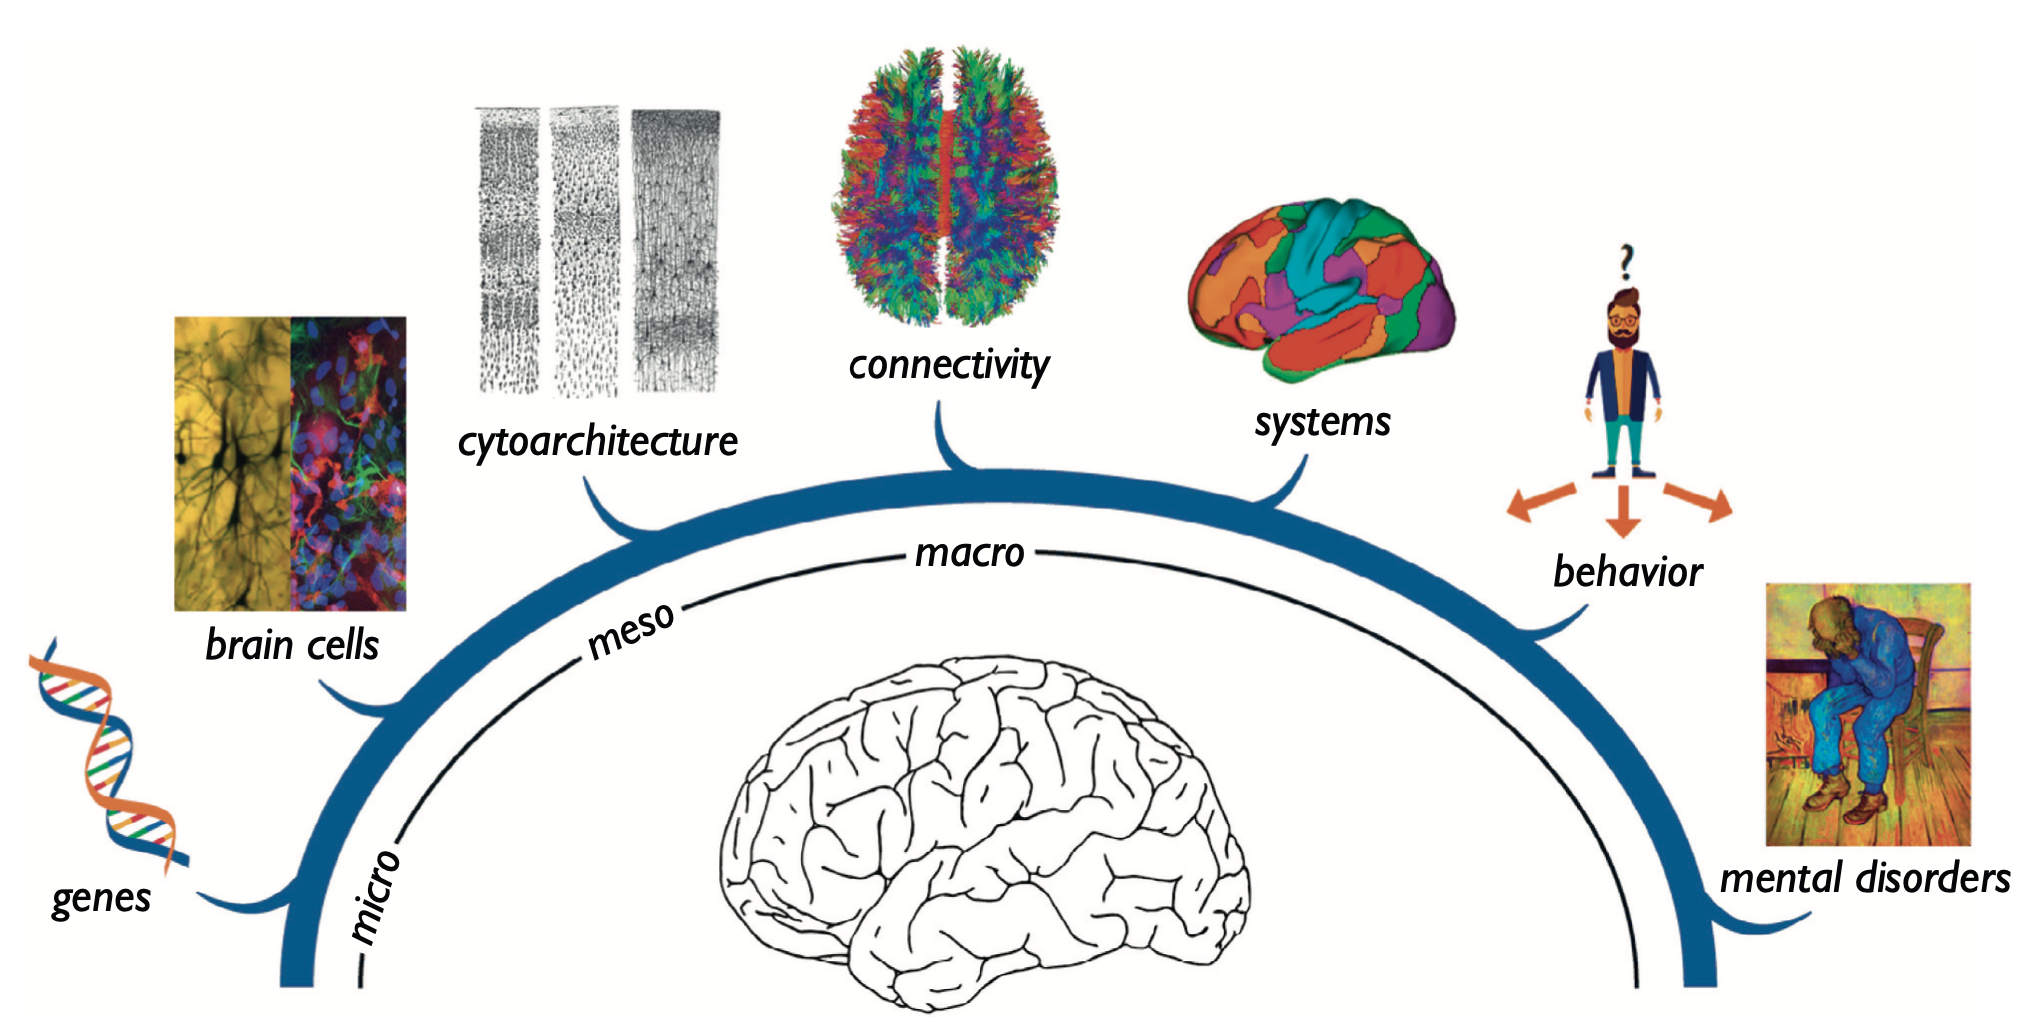 connectivity
cytoarchitecture
systems
?
behavior
brain cells
genes
mental disorders
micro
meso
macro